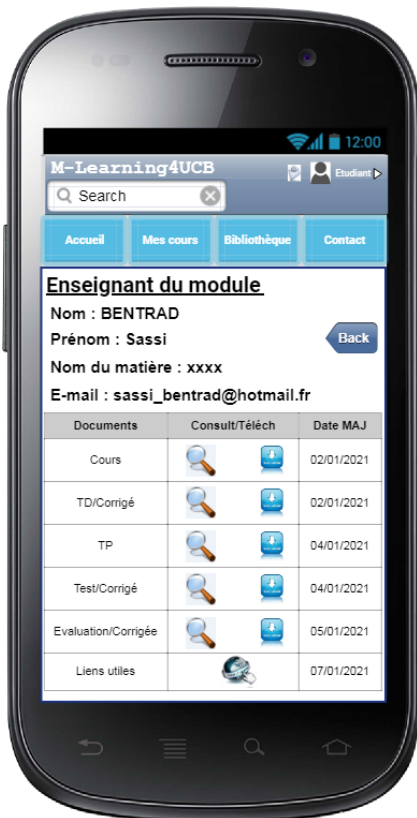 12:00
M-Learning4UCB
Etudiant
Search
Accueil Mes cours Bibliothèque Contact
Enseignant du module
Nom : BENTRAD
Prénom : Sassi
Back
Nom du matière : xxxx
E-mail : sassi_bentrad@hotmail.fr
Documents Consult/Téléch Date MAJ
Cours 02/01/2021
TD/Corrigé 02/01/2021
TP 04/01/2021
Test/Corrigé 04/01/2021
Evaluation/Corrigée 05/01/2021
Liens utiles 07/01/2021